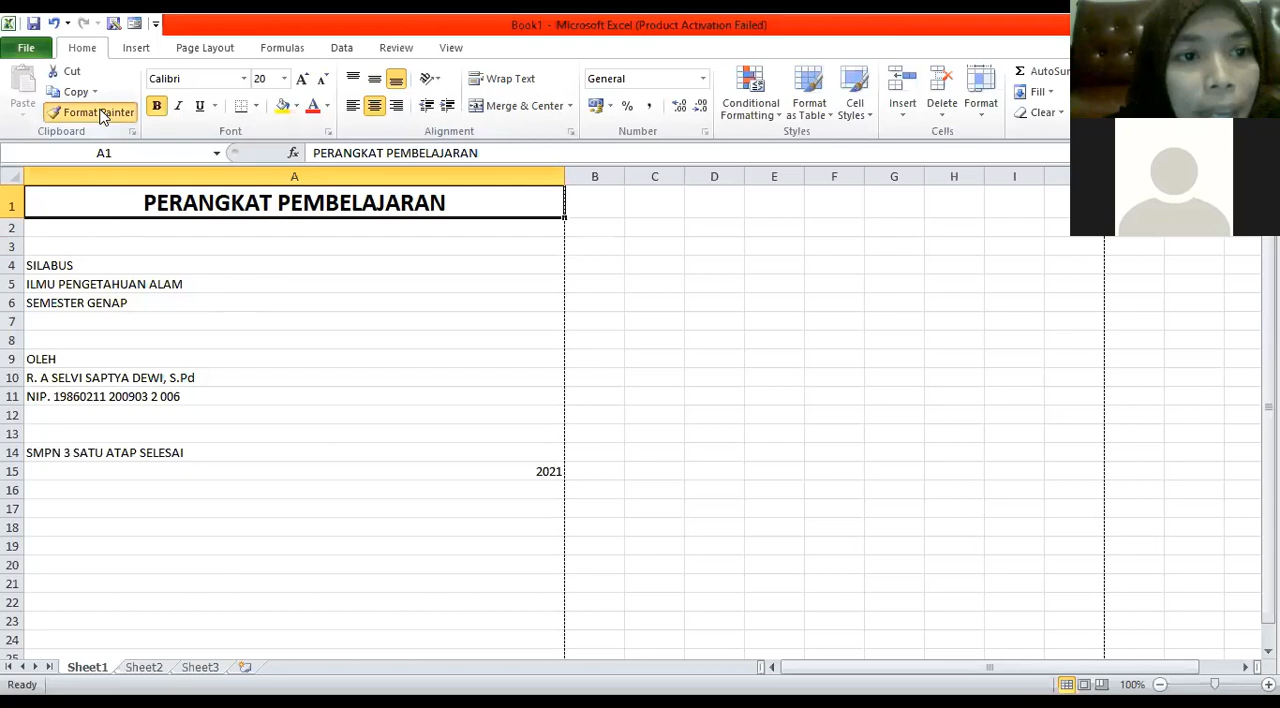 Book1 - Microsoft Excel (Product Activation Failed)
File Home Insert Page Layout Formulas Data Review View
Paste
Cut
Copy
Format Painter
Clipboard
Calibri 20
B I U
Font
Wrap Text
Merge & Center
Alignment
General
%
Number
Conditional Formatting
Format as Table
Cell Styles
Styles
Insert
Delete
Format
Cells
Σ AutoSu
Fill
Clear
A1 fx PERANGKAT PEMBELAJARAN
A B C D E F G H I
1 PERANGKAT PEMBELAJARAN
2
3
4 SILABUS
5 ILMU PENGETAHUAN ALAM
6 SEMESTER GENAP
7
8
9 OLEH
10 R. A SELVI SAPTYA DEWI, S.Pd
11 NIP. 19860211 200903 2 006
12
13
14 SMPN 3 SATU ATAP SELESAI
15 2021
16
17
18
19
20
21
22
23
24
25
Sheet1 Sheet2 Sheet3
Ready 100%